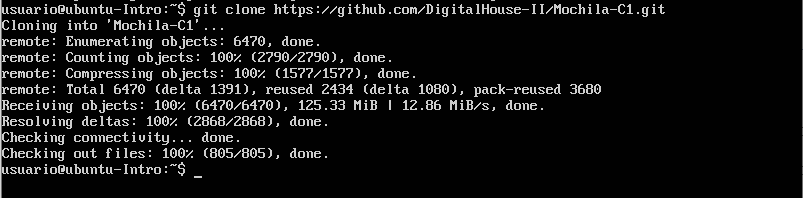 usuario@ubuntu-Intro:~$ git clone https://github.com/DigitalHouse-II/Mochila-C1.git
Cloning into 'Mochila-C1'...
remote: Enumerating objects: 6470, done.
remote: Counting objects: 100% (2790/2790), done.
remote: Compressing objects: 100% (1577/1577), done.
remote: Total 6470 (delta 1391), reused 2434 (delta 1080), pack-reused 3680
Receiving objects: 100% (6470/6470), 125.33 MiB | 12.86 MiB/s, done.
Resolving deltas: 100% (2868/2868), done.
Checking connectivity... done.
Checking out files: 100% (805/805), done.
usuario@ubuntu-Intro:~$ _